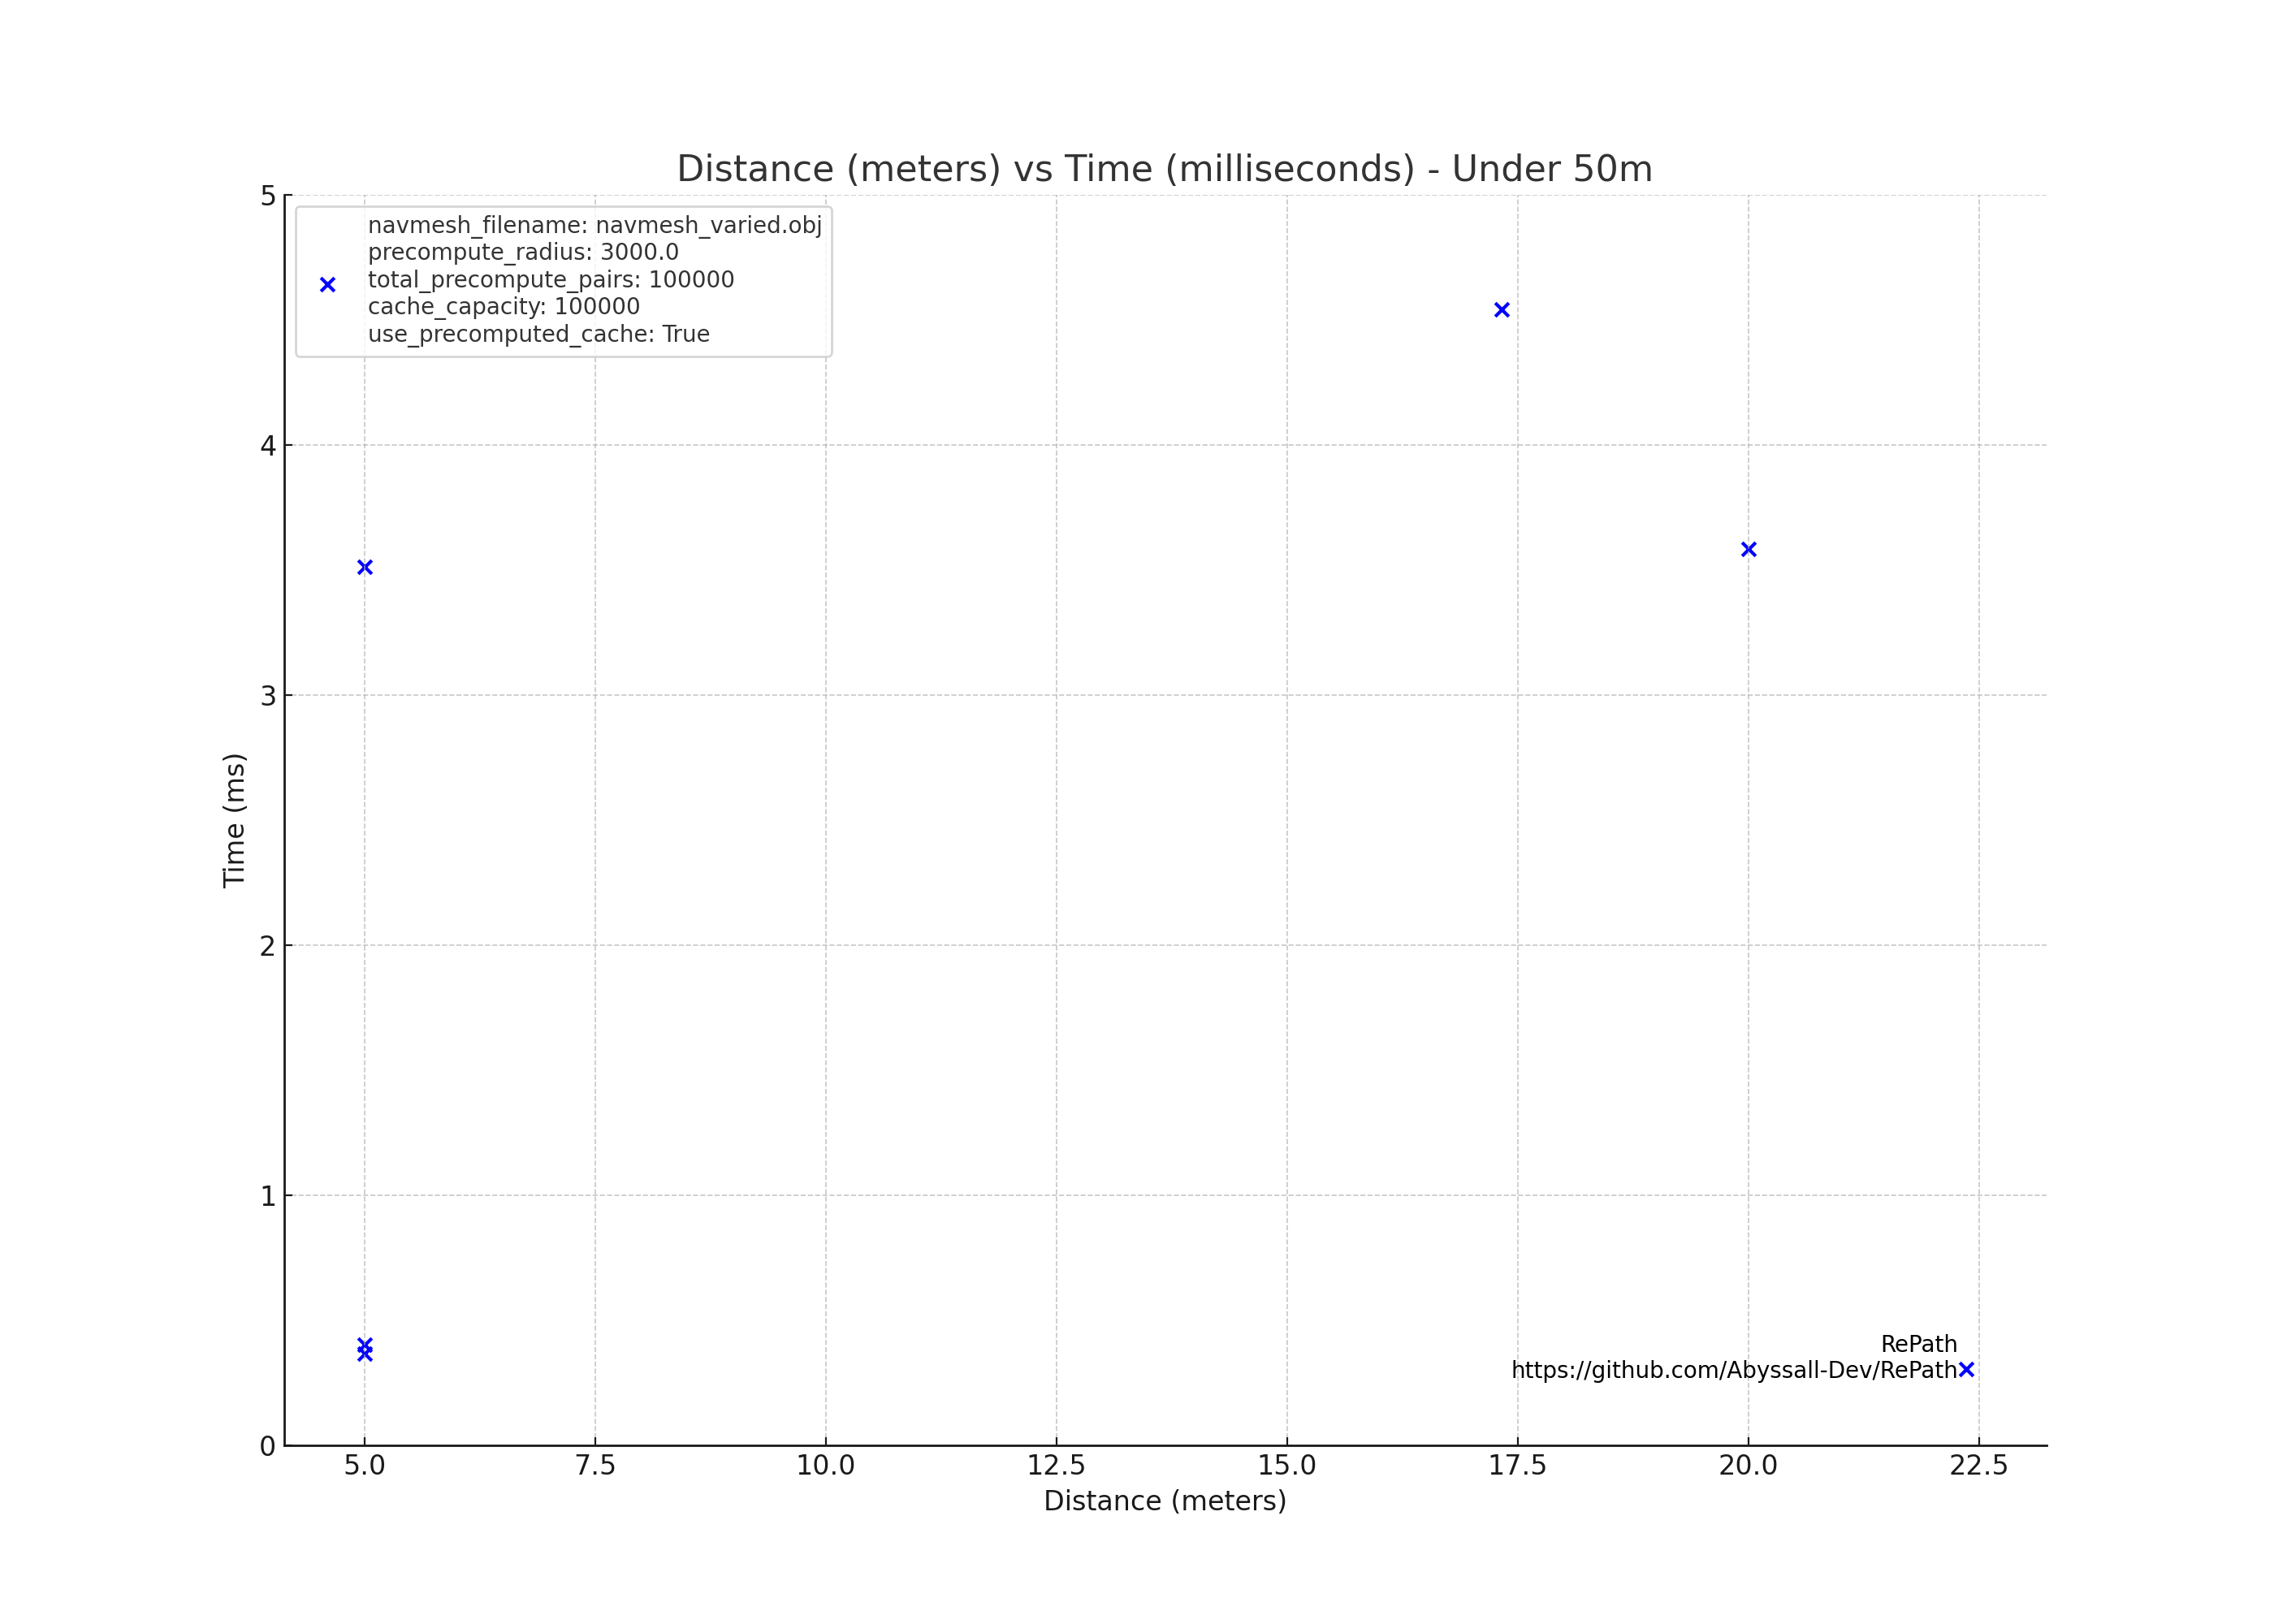 Distance (meters) vs Time (milliseconds) - Under 50m
navmesh_filename: navmesh_varied.obj
precompute_radius: 3000.0
total_precompute_pairs: 100000
cache_capacity: 100000
use_precomputed_cache: True
5
4
3
2
1
0
Time (ms)
RePath
https://github.com/Abyssall-Dev/RePath
5.0 7.5 10.0 12.5 15.0 17.5 20.0 22.5
Distance (meters)